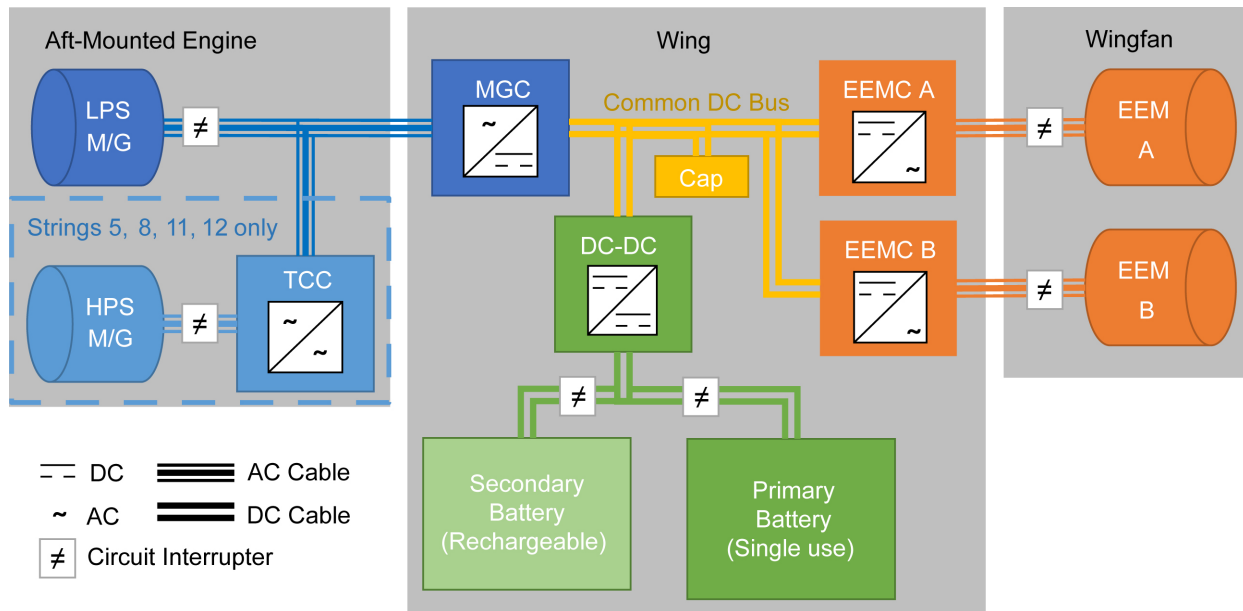 Aft-Mounted Engine
Wing
Wingfan
LPS
M/G
≠
MGC
~
Common DC Bus
Cap
EEMC A
~
≠
EEM
A
Strings 5, 8, 11, 12 only
HPS
M/G
≠
TCC
~
~
DC-DC
EEMC B
~
≠
EEM
B
≠
≠
Secondary
Battery
(Rechargeable)
Primary
Battery
(Single use)
DC
AC Cable
~ AC
DC Cable
≠ Circuit Interrupter